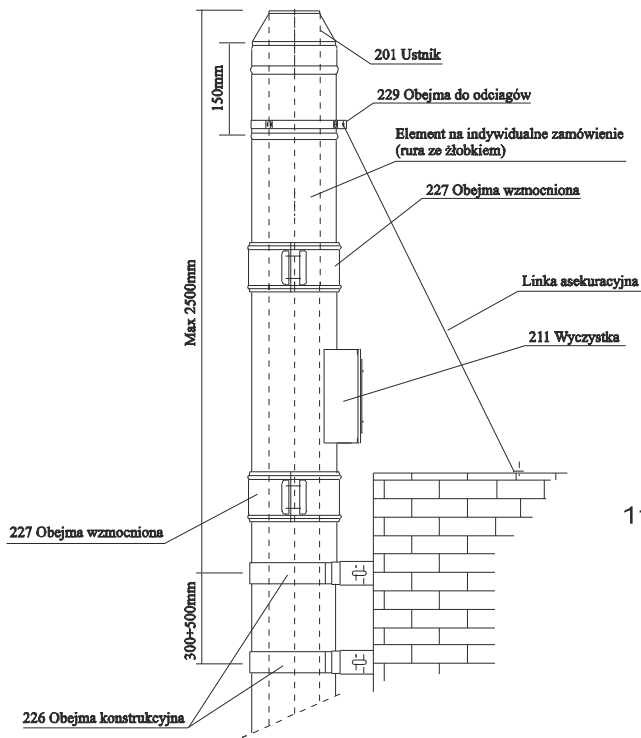 201 Ustnik
150mm
229 Obejma do odciagów
Element na indywidualne zamówienie
(rura ze żłobkiem)
227 Obejma wzmocniona
Max 2500mm
Linka asekuracyjna
211 Wyczystka
227 Obejma wzmocniona
300÷500mm
226 Obejma konstrukcyjna